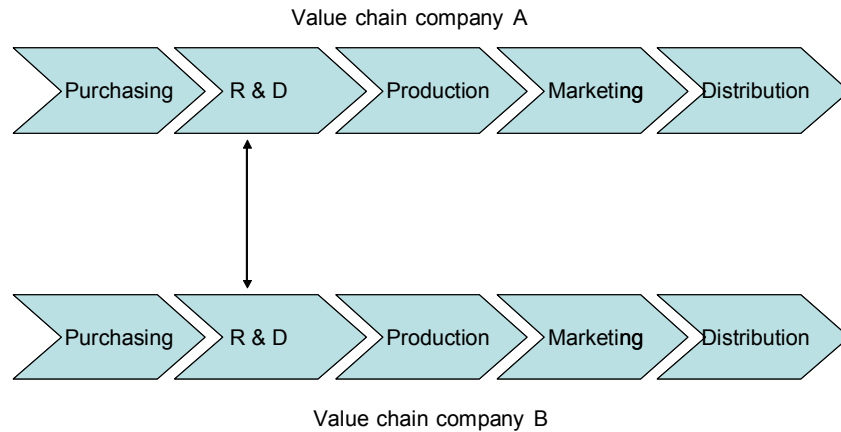 Value chain company A
Purchasing R & D Production Marketing Distribution
Purchasing R & D Production Marketing Distribution
Value chain company B